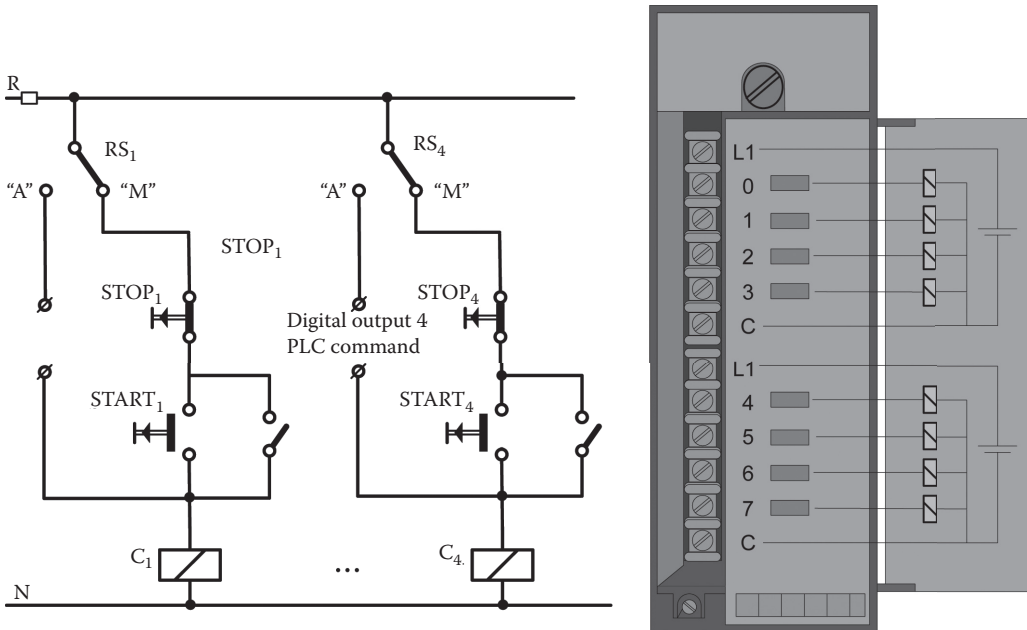 R
RS₁
RS₄
"A"
"M"
"A"
"M"
STOP₁
STOP₁
STOP₄
Digital output 4
PLC command
START₁
START₄
C₁
...
C₄.
N
L1
0
1
2
3
C
L1
4
5
6
7
C